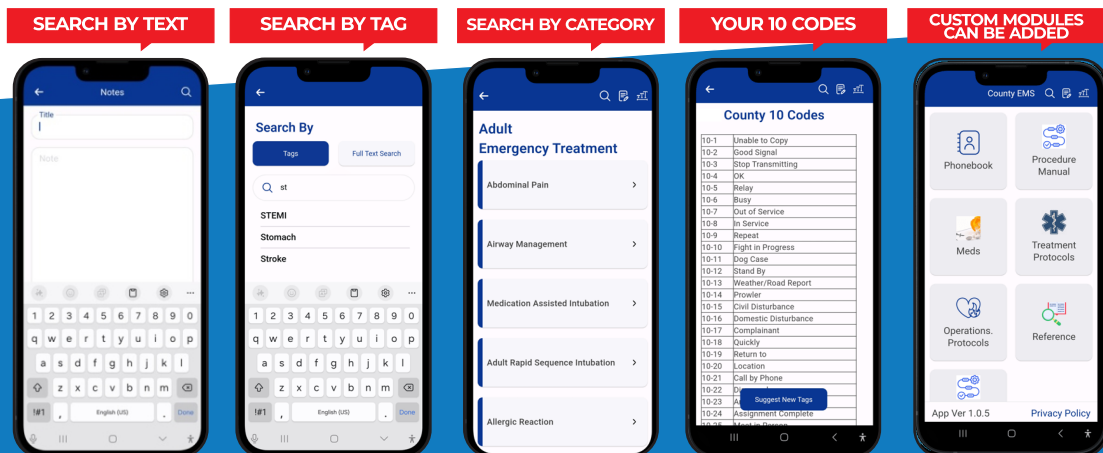 SEARCH BY TEXT
SEARCH BY TAG
SEARCH BY CATEGORY
YOUR 10 CODES
CUSTOM MODULES
CAN BE ADDED
Notes
Title
Note
1 2 3 4 5 6 7 8 9 0
q w e r t y u i o p
a s d f g h j k l
z x c v b n m
!#1 , English (US) . Done
Search By
Tags Full Text Search
st
STEMI
Stomach
Stroke
1 2 3 4 5 6 7 8 9 0
q w e r t y u i o p
a s d f g h j k l
z x c v b n m
!#1 , English (US) . Done
Adult
Emergency Treatment
Abdominal Pain
Airway Management
Medication Assisted Intubation
Adult Rapid Sequence Intubation
Allergic Reaction
County 10 Codes
10-1 Unable to Copy
10-2 Good Signal
10-3 Stop Transmitting
10-4 OK
10-5 Relay
10-6 Busy
10-7 Out of Service
10-8 In Service
10-9 Repeat
10-10 Fight in Progress
10-11 Dog Case
10-12 Stand By
10-13 Weather/Road Report
10-14 Prowler
10-15 Civil Disturbance
10-16 Domestic Disturbance
10-17 Complainant
10-18 Quickly
10-19 Return to
10-20 Location
10-21 Call by Phone
10-22
10-23
Suggest New Tags
10-24 Assignment Complete
10-25 Meet in Person
County EMS
Phonebook
Procedure
Manual
Meds
Treatment
Protocols
Operations.
Protocols
Reference
App Ver 1.0.5 Privacy Policy